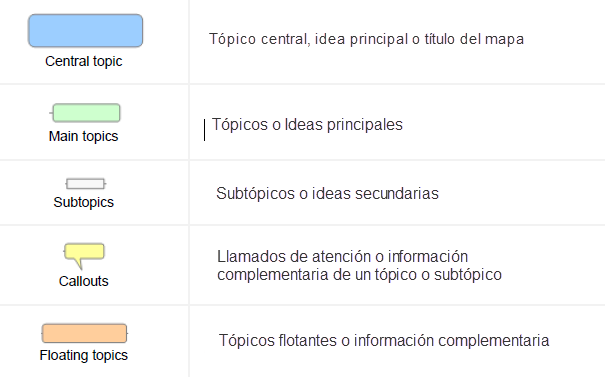 Central topic
Tópico central, idea principal o título del mapa
Main topics
Tópicos o Ideas principales
Subtopics
Subtópicos o ideas secundarias
Callouts
Llamados de atención o información
complementaria de un tópico o subtópico
Floating topics
Tópicos flotantes o información complementaria